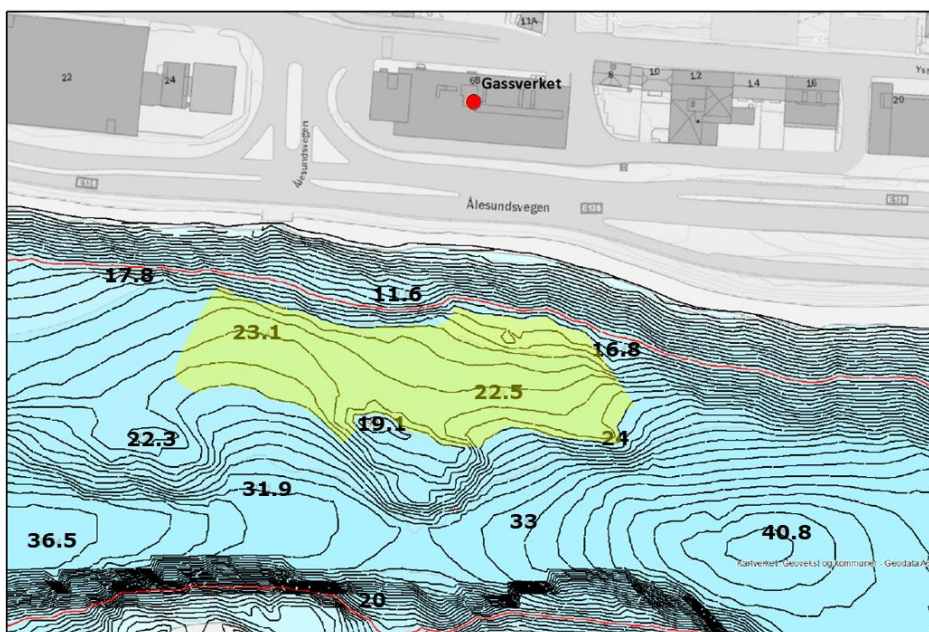 11A
22
24
6B
Gassverket
8
10
12
14
16
20
Ålesundsvegen
E136
Ålesundsvegen
E136
E136
17.8
11.6
23.1
16.8
22.5
19.1
22.3
24
31.9
33
36.5
40.8
Kartverket, Geovekst og kommuner - Geodata A
20